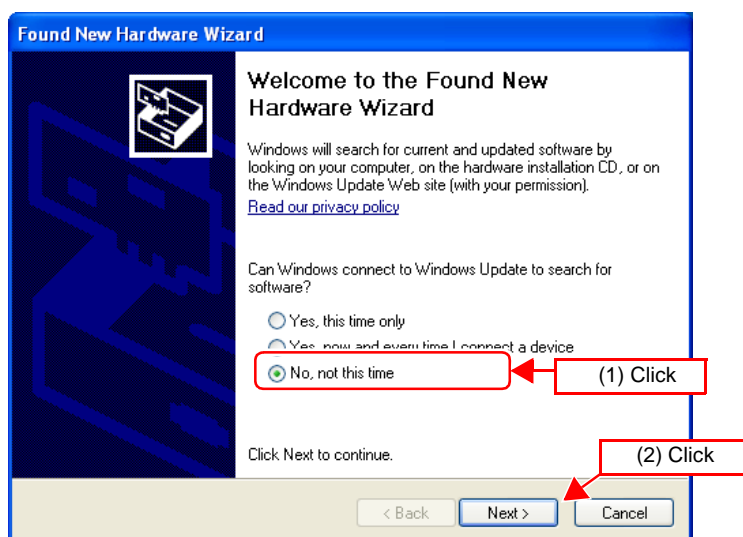 Found New Hardware Wizard
Welcome to the Found New
Hardware Wizard
Windows will search for current and updated software by
looking on your computer, on the hardware installation CD, or on
the Windows Update Web site (with your permission).
Read our privacy policy
Can Windows connect to Windows Update to search for
software?
Yes, this time only
Yes, now and every time I connect a device
No, not this time
(1) Click
Click Next to continue.
(2) Click
< Back
Next >
Cancel